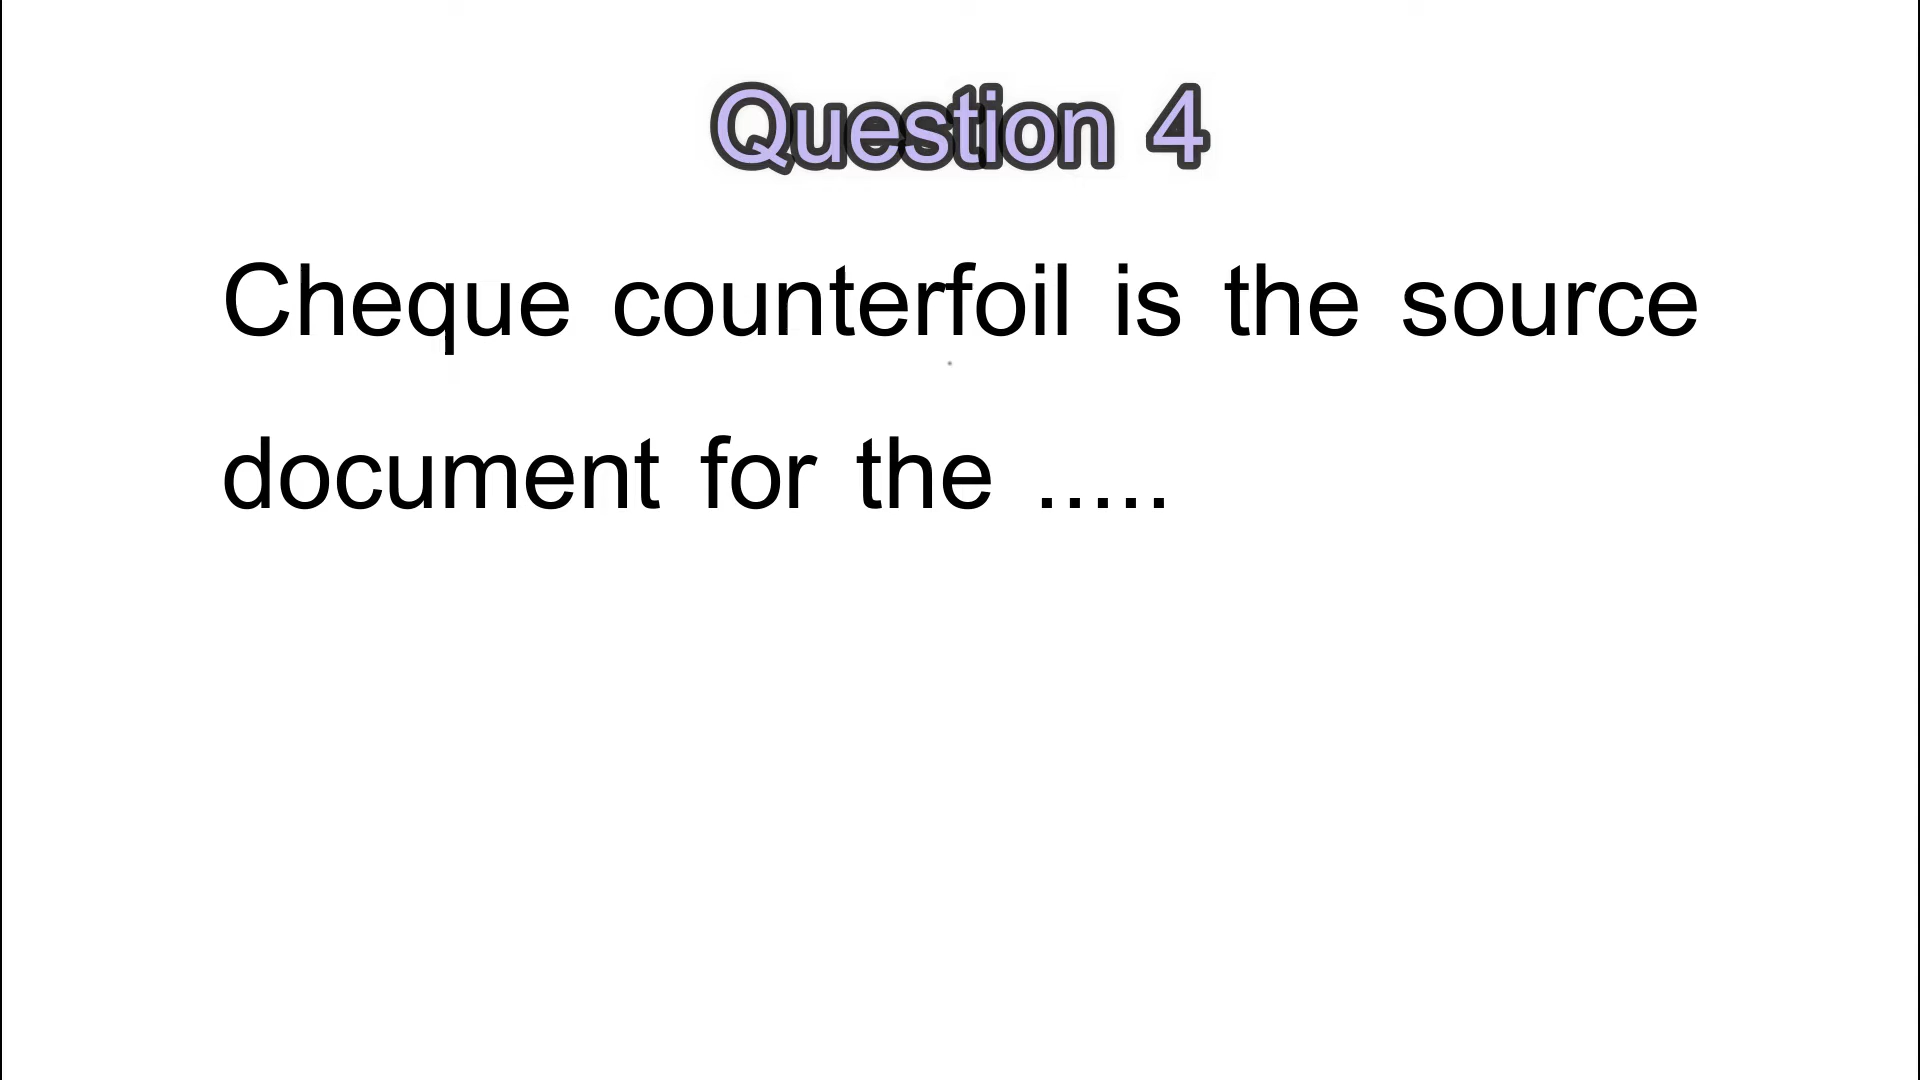 Question 4
Cheque counterfoil is the source
document for the .....